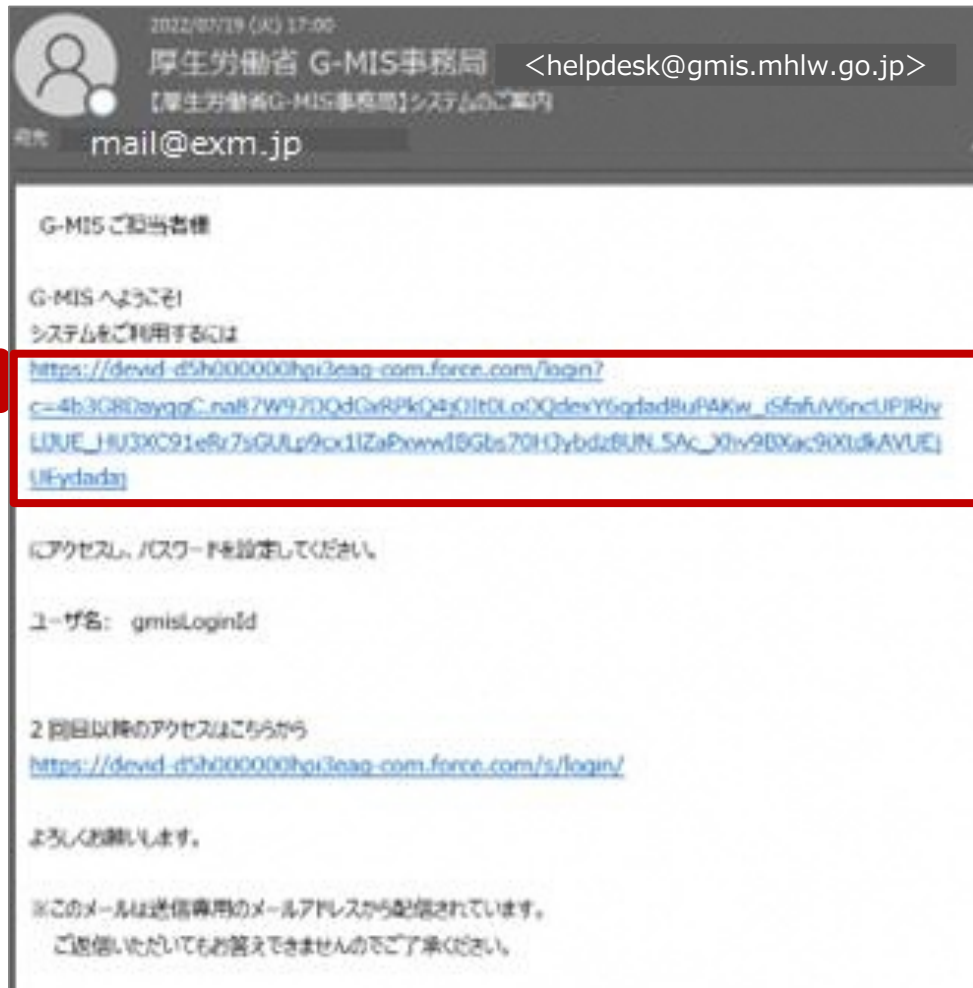 2022/07/19 (火) 17:00
厚生労働省 G-MIS事務局 <helpdesk@gmis.mhlw.go.jp>
【厚生労働省G-MIS事務局】システムのご案内
宛先 mail@exm.jp
G-MIS ご担当者様
G-MIS へようこそ!
システムをご利用するには
https://devid-d5h000000hpi3eag-com.force.com/login?
にアクセスし、パスワードを設定してください。
ユーザ名: gmisLoginId
2 回目以降のアクセスはこちらから
https://devid-d5h000000hpi3eag-com.force.com/s/login/
よろしくお願いします。
※このメールは送信専用のメールアドレスから配信されています。
ご返信いただいてもお答えできませんのでご了承ください。